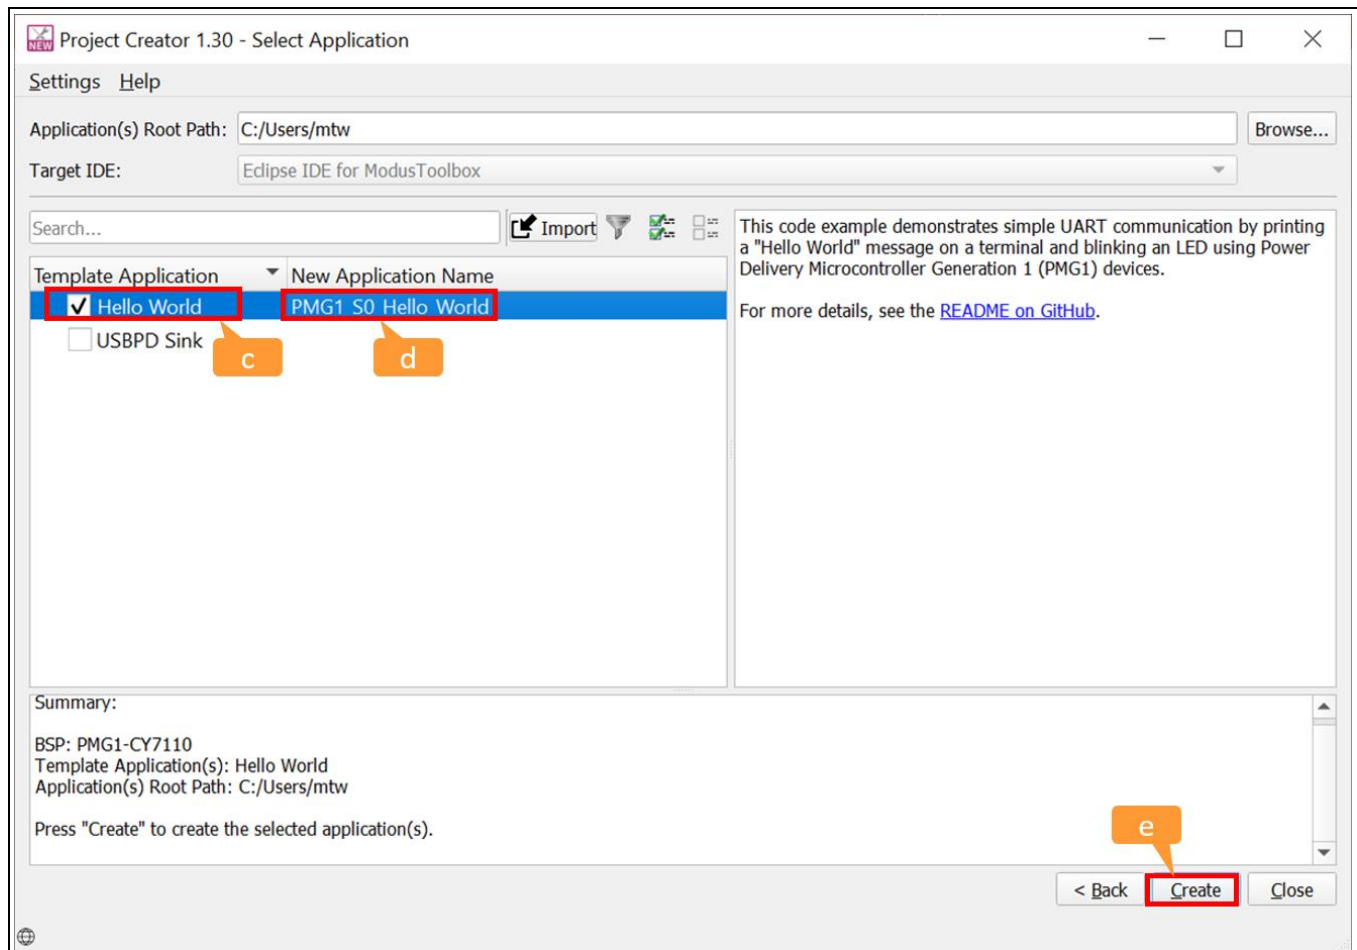 NEW Project Creator 1.30 - Select Application
Settings Help
Application(s) Root Path: C:/Users/mtw Browse...
Target IDE: Eclipse IDE for ModusToolbox
Search... Import
Template Application New Application Name
Hello World PMG1 S0 Hello World
USBPD Sink
c d
This code example demonstrates simple UART communication by printing
a "Hello World" message on a terminal and blinking an LED using Power
Delivery Microcontroller Generation 1 (PMG1) devices.
For more details, see the README on GitHub.
Summary:
BSP: PMG1-CY7110
Template Application(s): Hello World
Application(s) Root Path: C:/Users/mtw
Press "Create" to create the selected application(s).
e
< Back Create Close